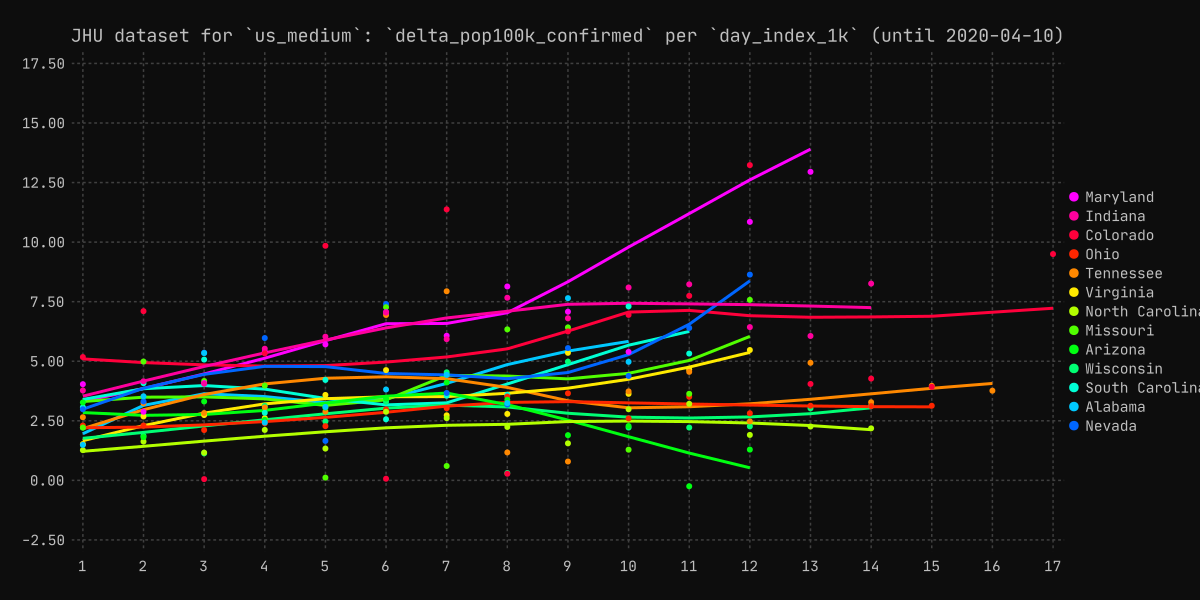 JHU dataset for `us_medium`: `delta_pop100k_confirmed` per `day_index_1k` (until 2020-04-10)
17.50
15.00
12.50
10.00
7.50
5.00
2.50
0.00
-2.50
1 2 3 4 5 6 7 8 9 10 11 12 13 14 15 16 17
Maryland
Indiana
Colorado
Ohio
Tennessee
Virginia
North Carolina
Missouri
Arizona
Wisconsin
South Carolina
Alabama
Nevada